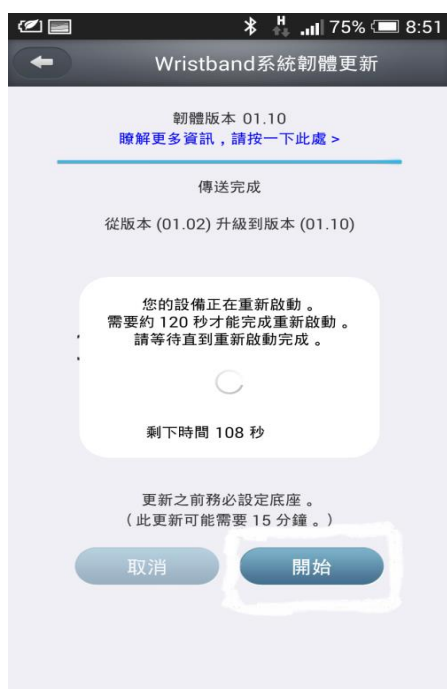 H 75% 8:51
Wristband系統韌體更新
韌體版本 01.10
瞭解更多資訊，請按一下此處 >
傳送完成
從版本 (01.02) 升級到版本 (01.10)
您的設備正在重新啟動。
需要約 120 秒才能完成重新啟動。
請等待直到重新啟動完成。
剩下時間 108 秒
更新之前務必設定底座。
（此更新可能需要 15 分鐘。）
取消 開始